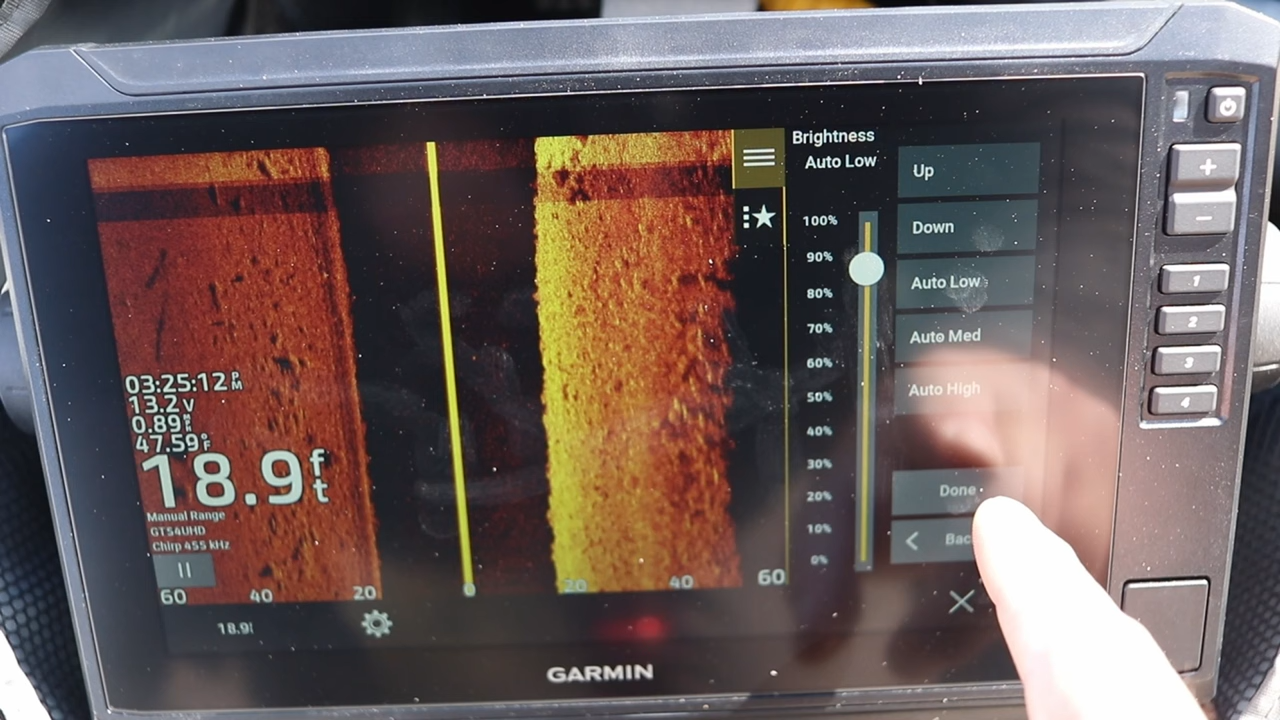 Brightness
Auto Low
100%
90%
80%
70%
60%
50%
40%
30%
20%
10%
0%
Up
Down
Auto Low
Auto Med
Auto High
Done
Bac
03:25:12 PM
13.2 V
0.89
47.59°F
18.9 ft
Manual Range
GT54UHD
Chirp 455 kHz
60 40 20 0 20 40 60
18.9
GARMIN
+
−
1
2
3
4